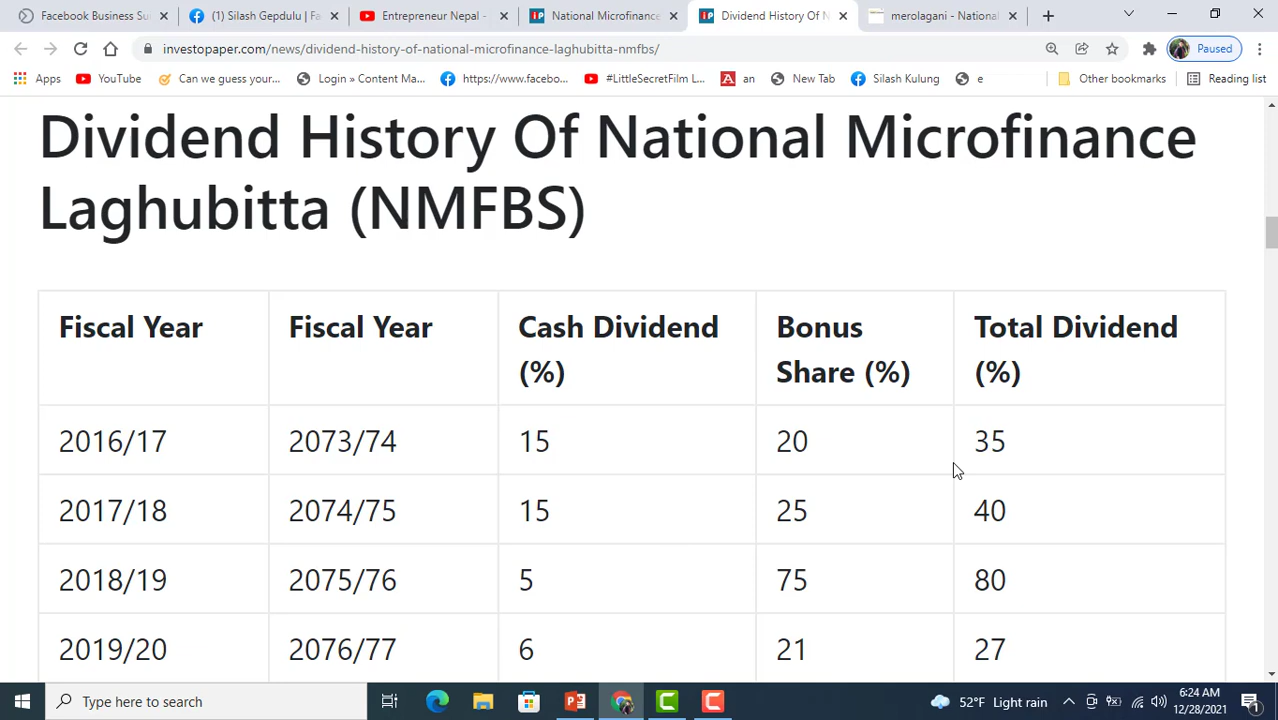 Facebook Business Su
(1) Silash Gepdulu | Fa
Entrepreneur Nepal -
National Microfinance
Dividend History Of N
merolagani - National
investopaper.com/news/dividend-history-of-national-microfinance-laghubitta-nmfbs/
Paused
Apps
YouTube
Can we guess your...
Login » Content Ma...
https://www.facebo...
#LittleSecretFilm L...
an
New Tab
Silash Kulung
e
Other bookmarks
Reading list
Dividend History Of National Microfinance
Laghubitta (NMFBS)
Fiscal Year
Fiscal Year
Cash Dividend
(%)
Bonus
Share (%)
Total Dividend
(%)
2016/17
2073/74
15
20
35
2017/18
2074/75
15
25
40
2018/19
2075/76
5
75
80
2019/20
2076/77
6
21
27
Type here to search
52°F Light rain
6:24 AM
12/28/2021
1